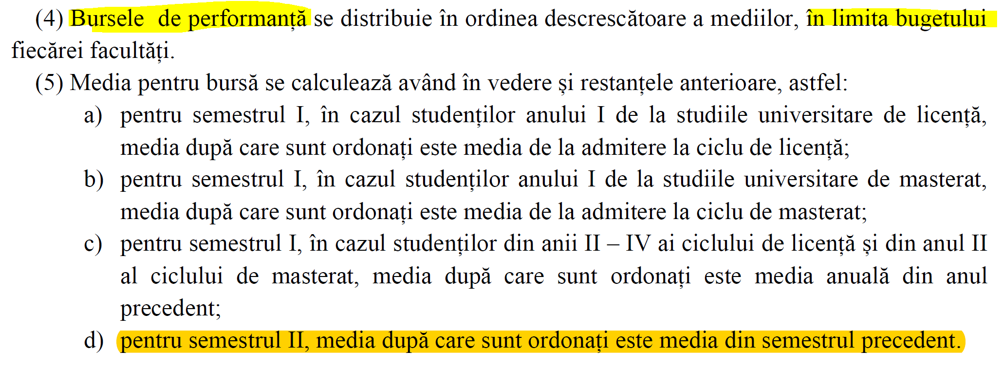 (4) Bursele de performanță se distribuie în ordinea descrescătoare a mediilor, în limita bugetului
fiecărei facultăți.
(5) Media pentru bursă se calculează având în vedere și restanțele anterioare, astfel:
a) pentru semestrul I, în cazul studenților anului I de la studiile universitare de licență,
media după care sunt ordonați este media de la admitere la ciclu de licență;
b) pentru semestrul I, în cazul studenților anului I de la studiile universitare de masterat,
media după care sunt ordonați este media de la admitere la ciclu de masterat;
c) pentru semestrul I, în cazul studenților din anii II – IV ai ciclului de licență și din anul II
al ciclului de masterat, media după care sunt ordonați este media anuală din anul
precedent;
d) pentru semestrul II, media după care sunt ordonați este media din semestrul precedent.